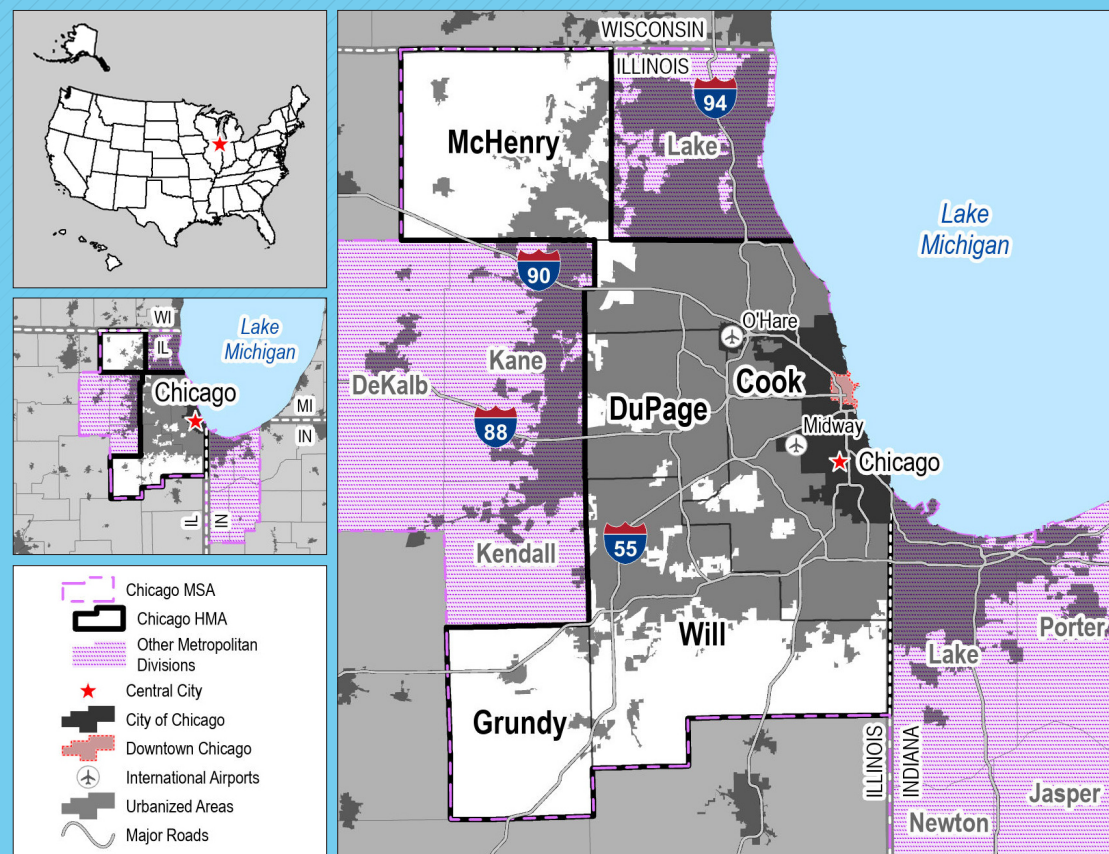 WI
IL
Lake
Michigan
Chicago
MI
IN
IL
IN
Chicago MSA
Chicago HMA
Other Metropolitan
Divisions
Central City
City of Chicago
Downtown Chicago
International Airports
Urbanized Areas
Major Roads
WISCONSIN
ILLINOIS
94
McHenry
Lake
Lake
Michigan
90
O'Hare
Kane
DeKalb
Cook
DuPage
88
Midway
Chicago
55
Kendall
Will
Porter
Lake
Grundy
ILLINOIS
INDIANA
Jasper
Newton